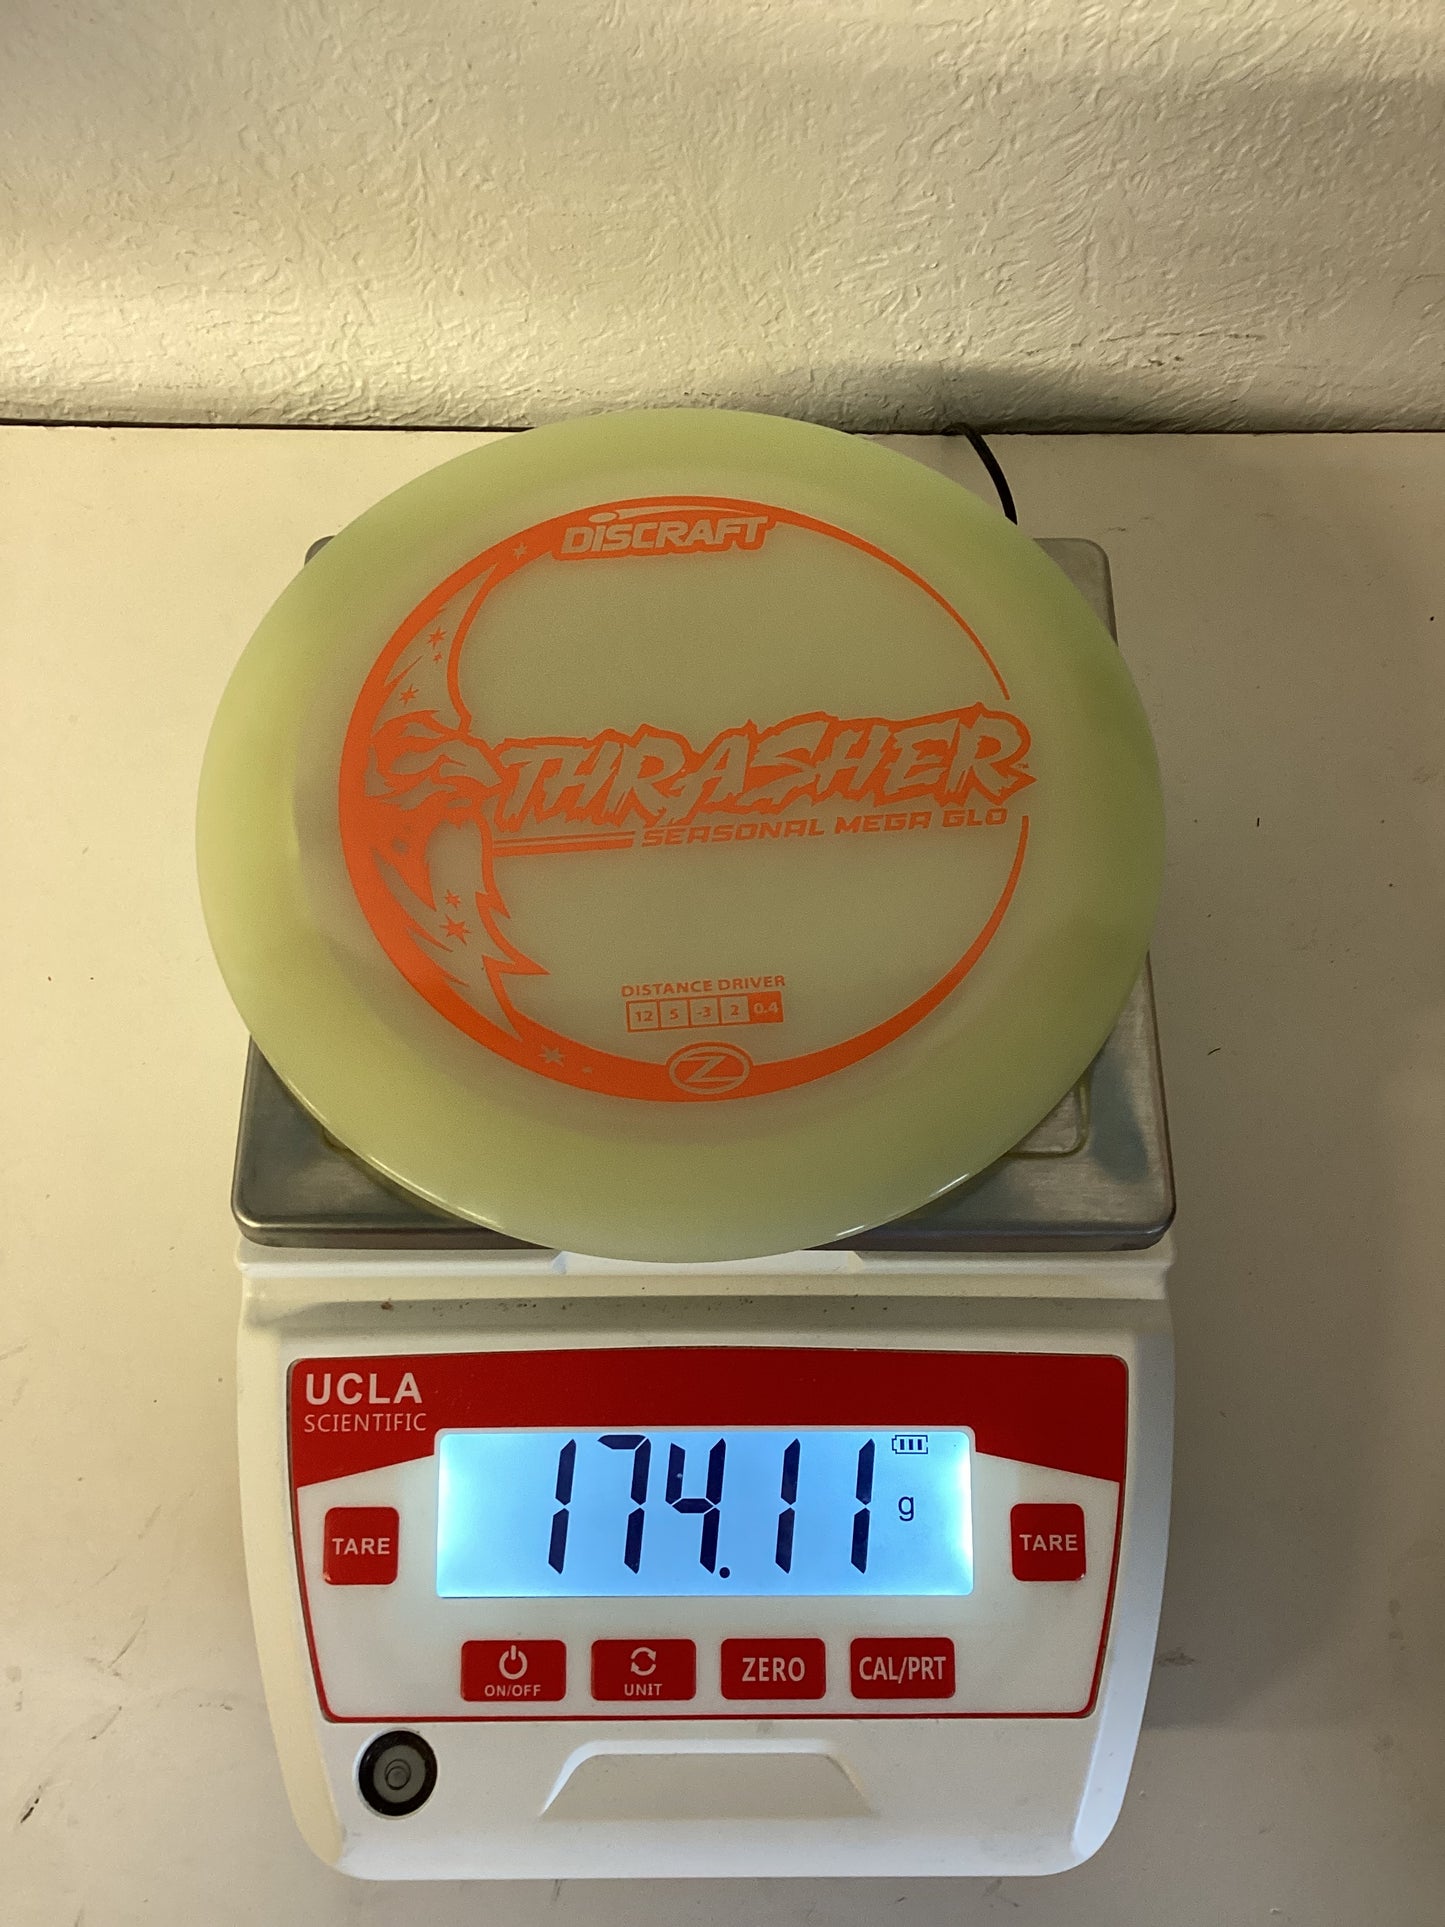 DISCRAFT
THRASHER
SEASONAL MEGA GLO
DISTANCE DRIVER
12 5 -3 2 0.4
Z
UCLA
SCIENTIFIC
174.11 g
TARE
TARE
ON/OFF
UNIT
ZERO
CAL/PRT